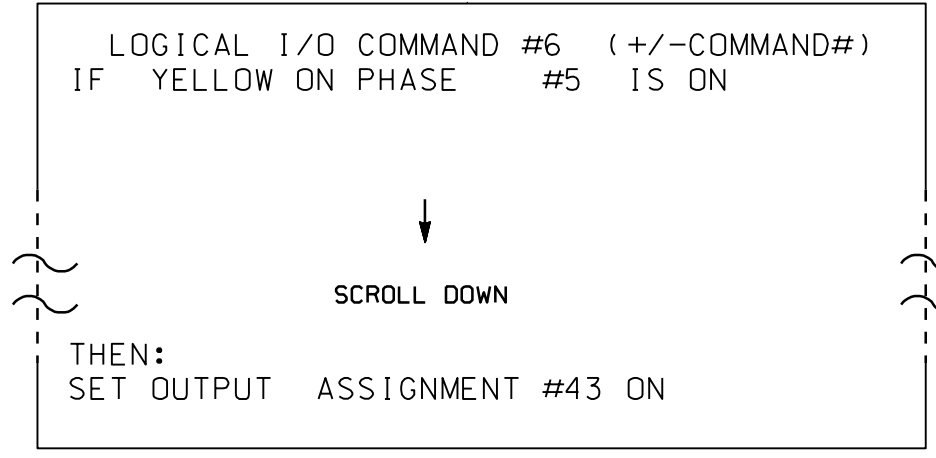 LOGICAL I/O COMMAND #6 (+/-COMMAND#)
IF YELLOW ON PHASE #5 IS ON
SCROLL DOWN
THEN:
SET OUTPUT ASSIGNMENT #43 ON